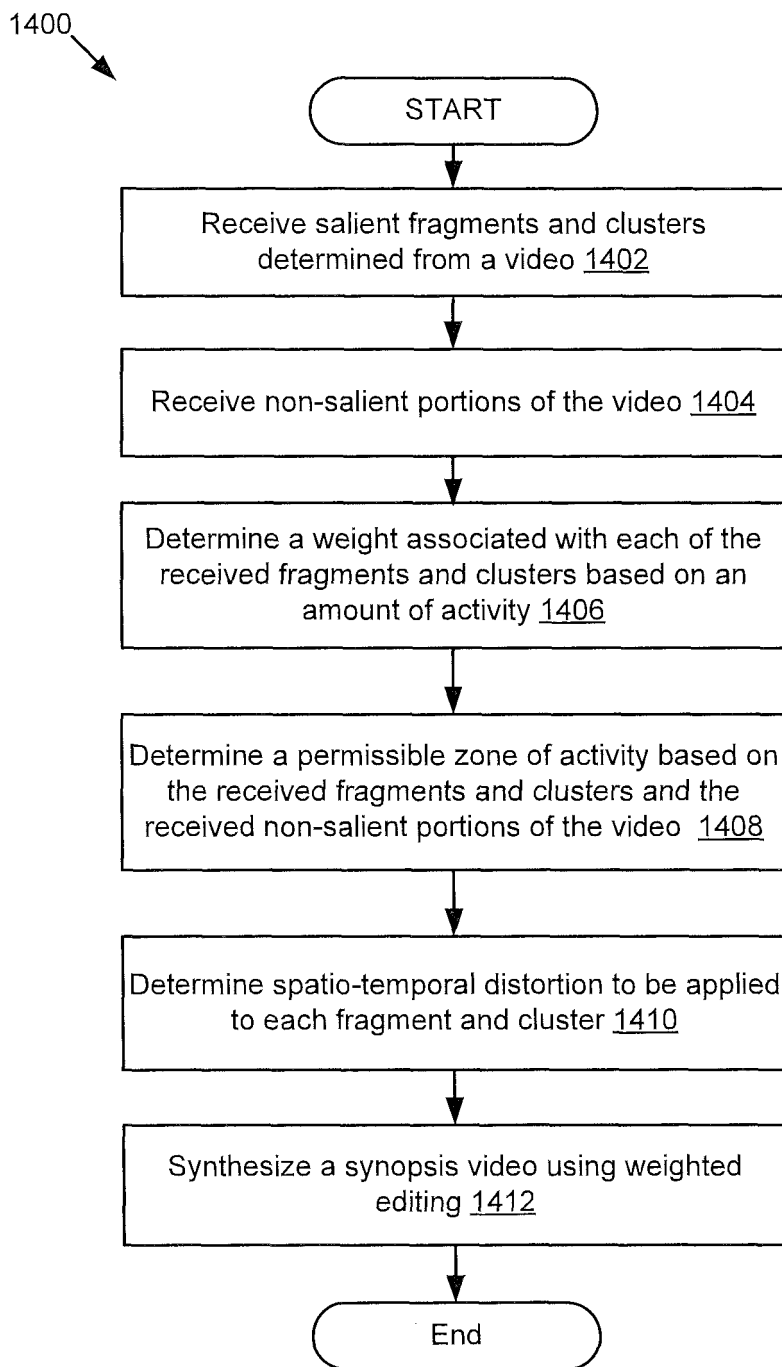 1400
START
Receive salient fragments and clusters
determined from a video 1402
Receive non-salient portions of the video 1404
Determine a weight associated with each of the
received fragments and clusters based on an
amount of activity 1406
Determine a permissible zone of activity based on
the received fragments and clusters and the
received non-salient portions of the video 1408
Determine spatio-temporal distortion to be applied
to each fragment and cluster 1410
Synthesize a synopsis video using weighted
editing 1412
End